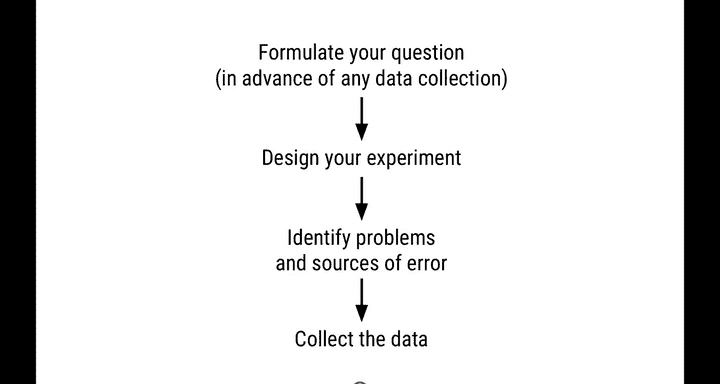 Formulate your question
(in advance of any data collection)
Design your experiment
Identify problems
and sources of error
Collect the data